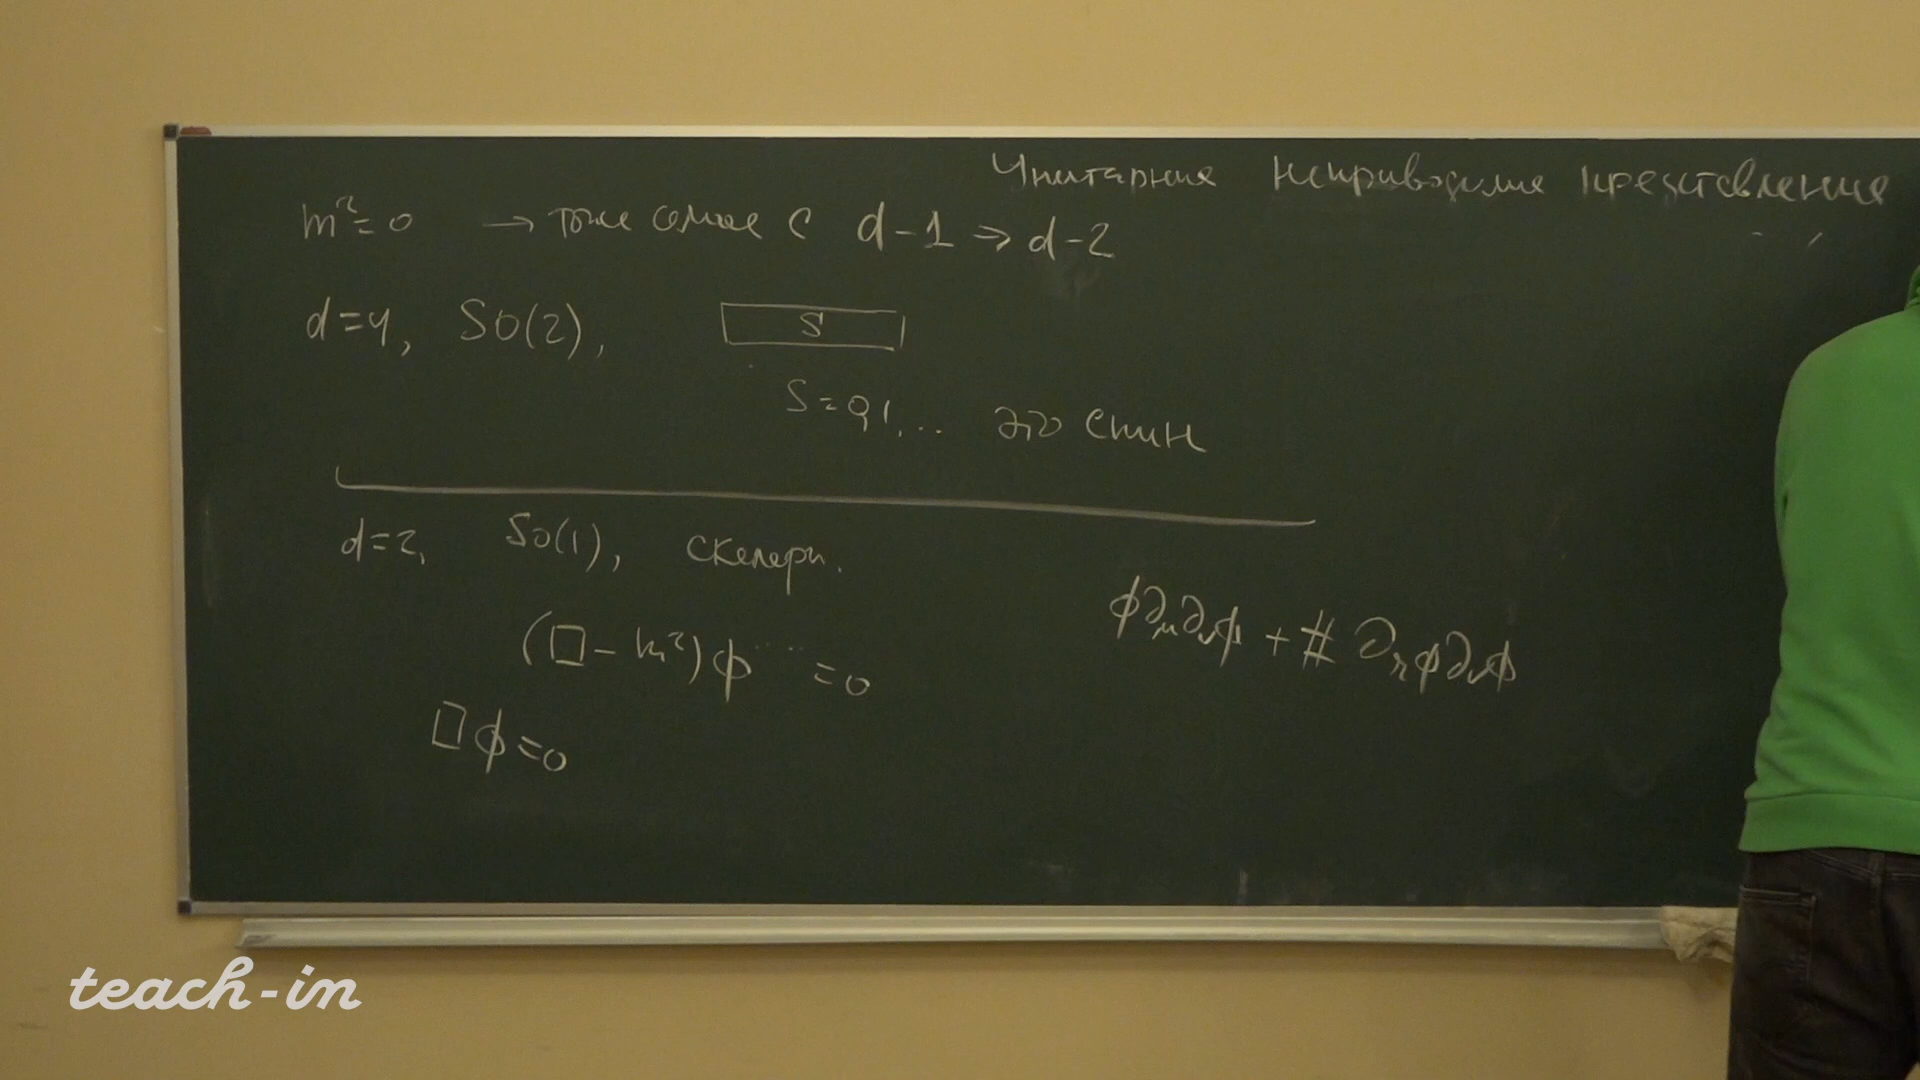 Унитарные неприводимые представления
m² = 0 → тоже самое с d-1 ⇒ d-2
d=4, SO(2), S
S=0,1,... это спин
d=2, SO(1), скаляры.
(□ - m²)φ ... = 0
φ∂μ∂νφ + # ∂μφ∂νφ
□φ=0
teach-in